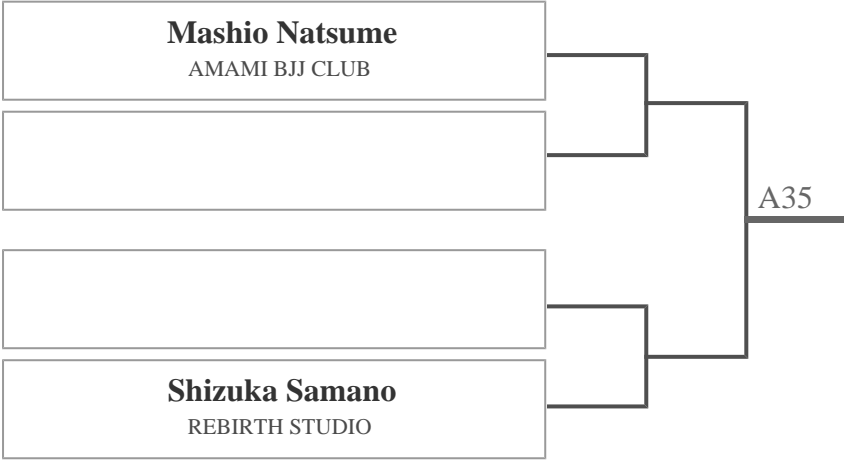 Mashio Natsume
AMAMI BJJ CLUB
A35
Shizuka Samano
REBIRTH STUDIO